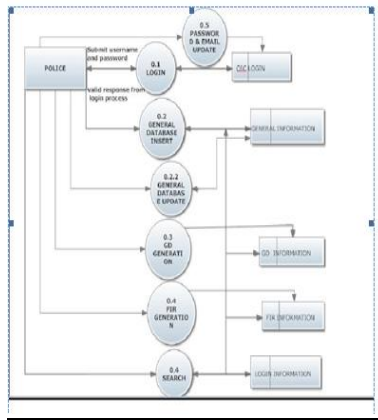 0.5
PASSWOR
D & EMAIL
UPDATE
Submit username
and password
POLICE
0.1
LOGIN
LOGIN
Valid response from
login process
0.2
GENERAL
DATABASE
INSERT
GENERAL INFORMATION
0.2.2
GENERAL
DATABAS
E UPDATE
0.3
GD
GENERATI
ON
GD INFORMATION
0.4
FIR
GENERATIO
N
FIR INFORMATION
0.4
SEARCH
LOGIN INFORMATION